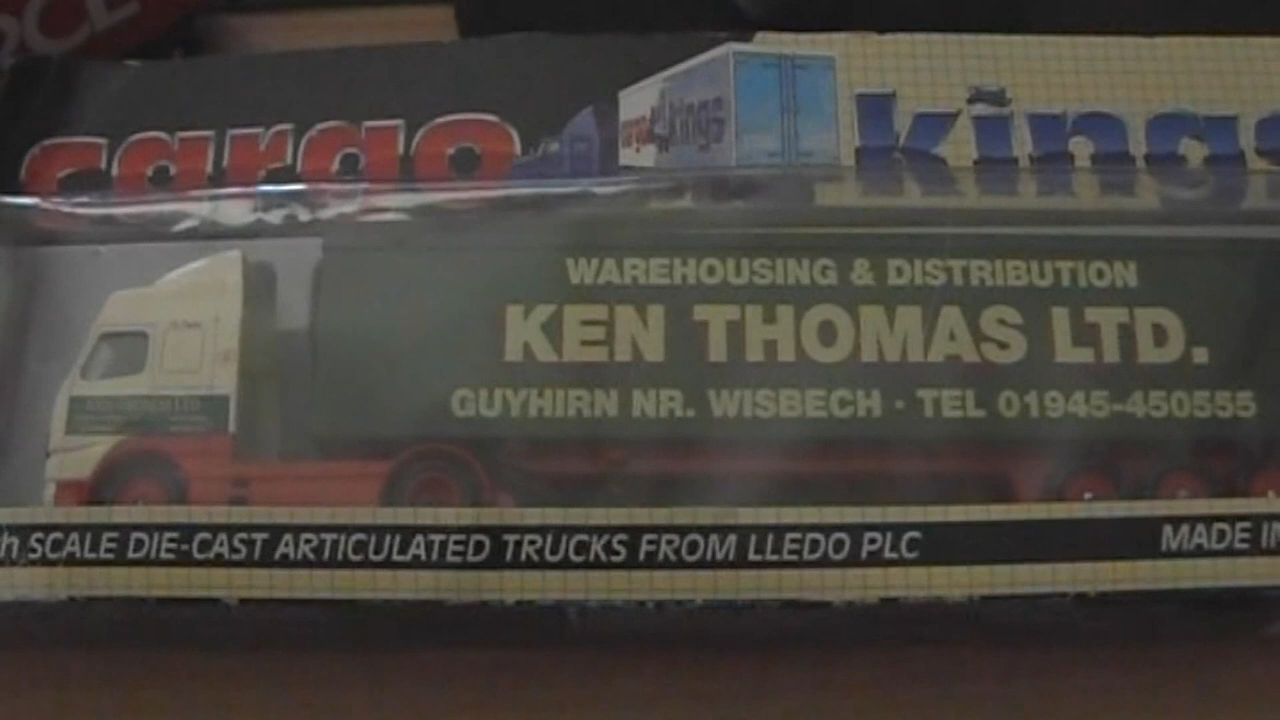 cargo kings
cargo kings
WAREHOUSING & DISTRIBUTION
KEN THOMAS LTD.
GUYHIRN NR. WISBECH · TEL 01945-450555
SCALE DIE-CAST ARTICULATED TRUCKS FROM LLEDO PLC MADE IN